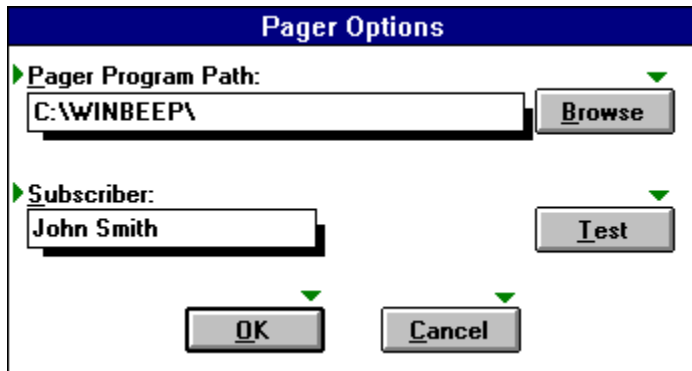 Pager Options
Pager Program Path:
C:\WINBEEP\
Browse
Subscriber:
John Smith
Test
OK
Cancel